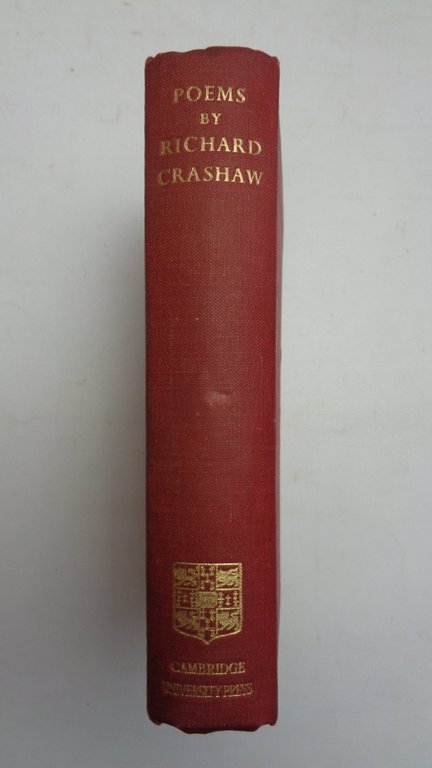 POEMS
BY
RICHARD
CRASHAW
CAMBRIDGE
UNIVERSITY PRESS